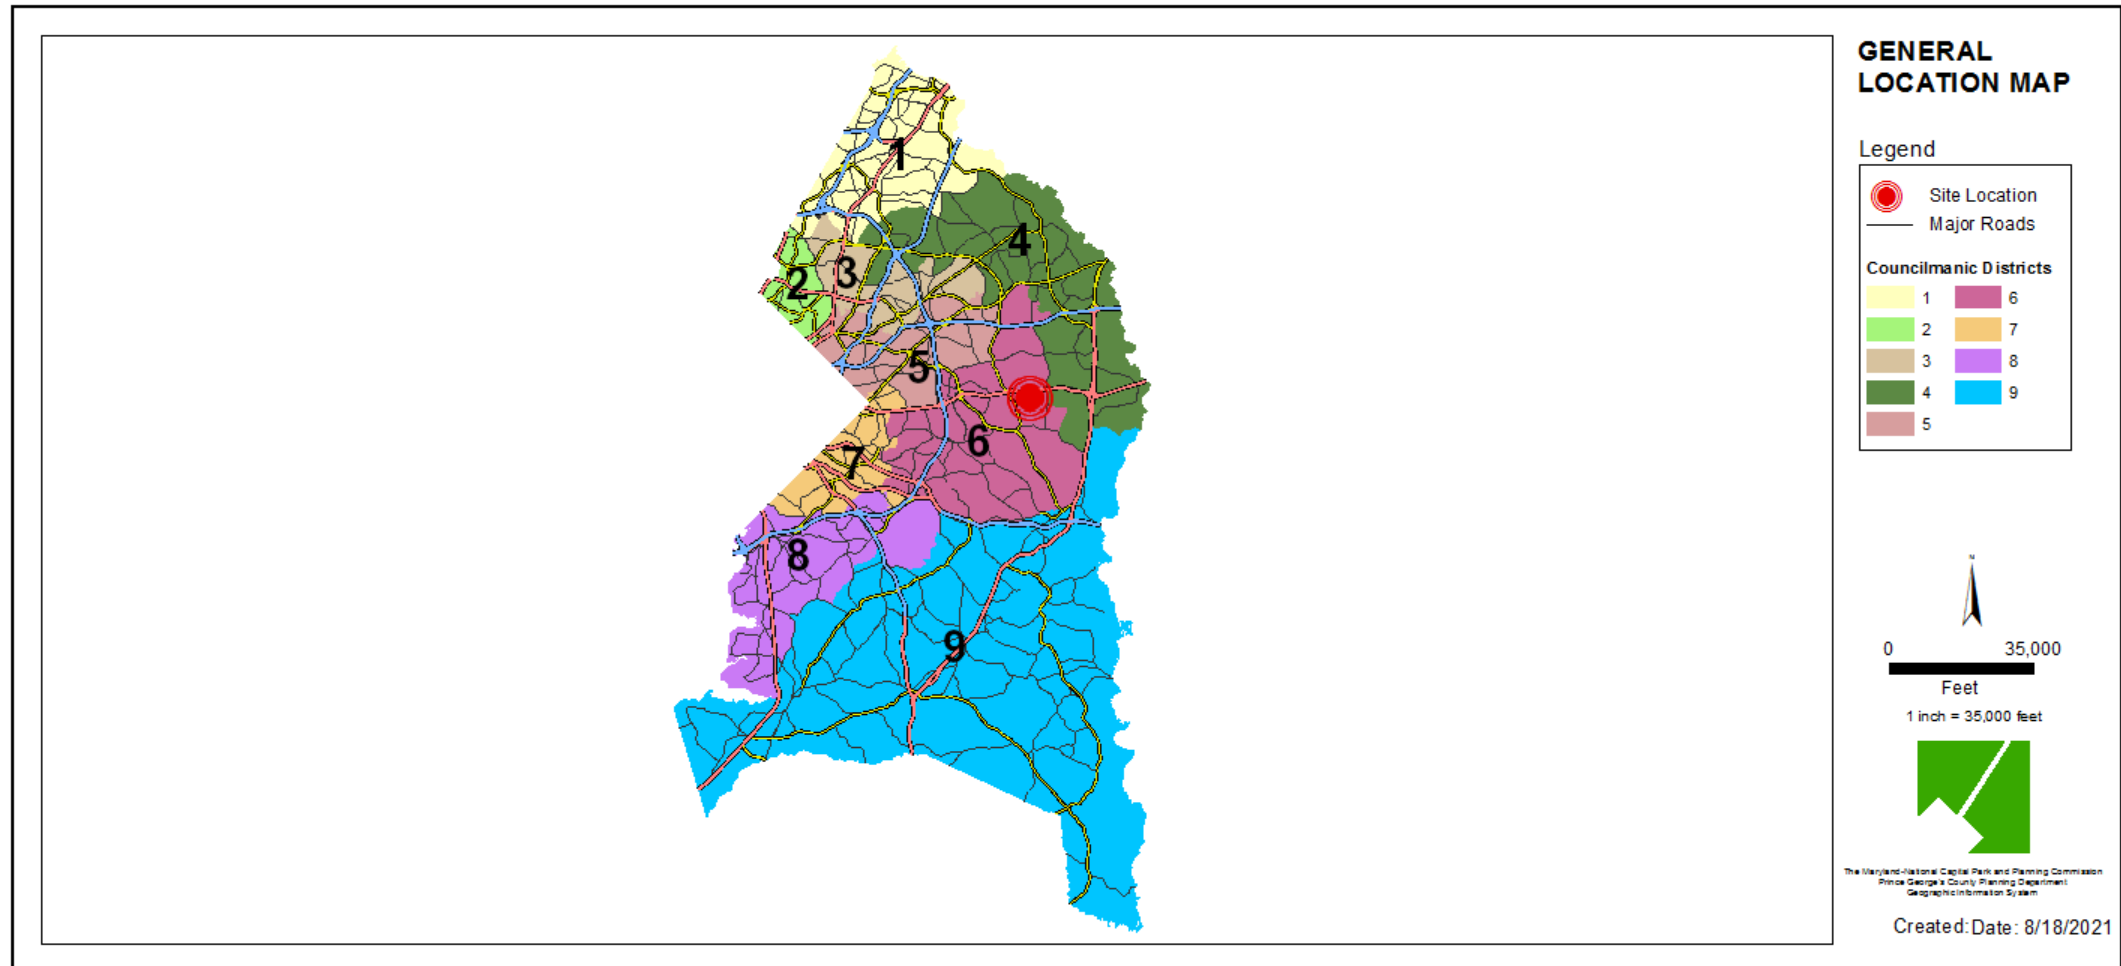 GENERAL
LOCATION MAP
Legend
Site Location
Major Roads
Councilmanic Districts
1 6
2 7
3 8
4 9
5
1
4
3
2
5
6
7
8
9
N
0 35,000
Feet
1 inch = 35,000 feet
The Maryland-National Capital Park and Planning Commission
Prince George's County Planning Department
Geographic Information System
Created: Date: 8/18/2021